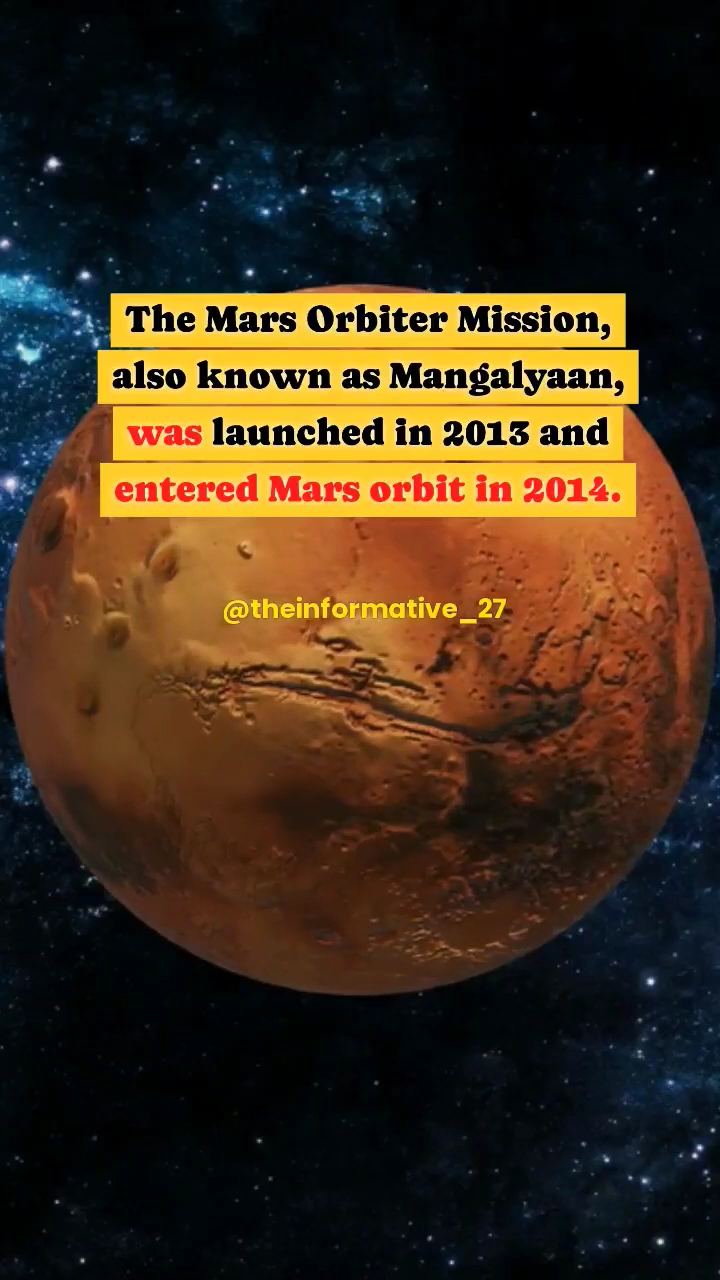 The Mars Orbiter Mission,
also known as Mangalyaan,
was launched in 2013 and
entered Mars orbit in 2014.
@theinformative_27